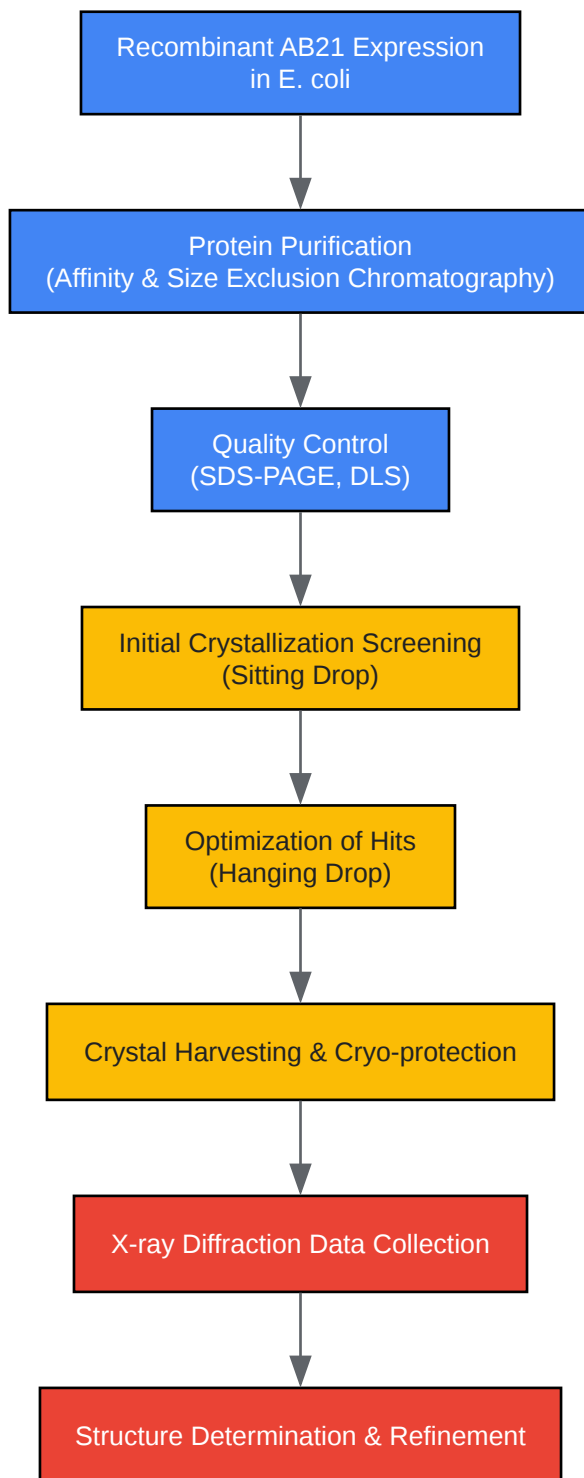 Recombinant AB21 Expression
in E. coli
Protein Purification
(Affinity & Size Exclusion Chromatography)
Quality Control
(SDS-PAGE, DLS)
Initial Crystallization Screening
(Sitting Drop)
Optimization of Hits
(Hanging Drop)
Crystal Harvesting & Cryo-protection
X-ray Diffraction Data Collection
Structure Determination & Refinement